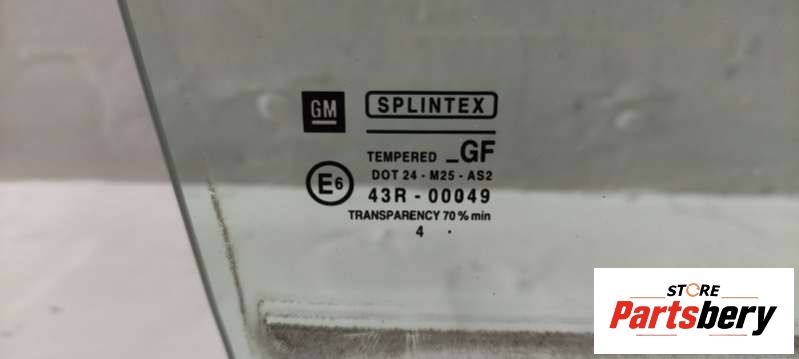 GM
SPLINTEX
TEMPERED _GF
DOT 24 - M25 - AS2
E6
43R - 00049
TRANSPARENCY 70 % min
4 .
STORE
Partsbery